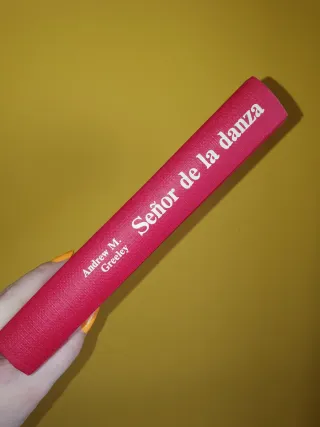 Andrew M.
Greeley
Señor de la danza